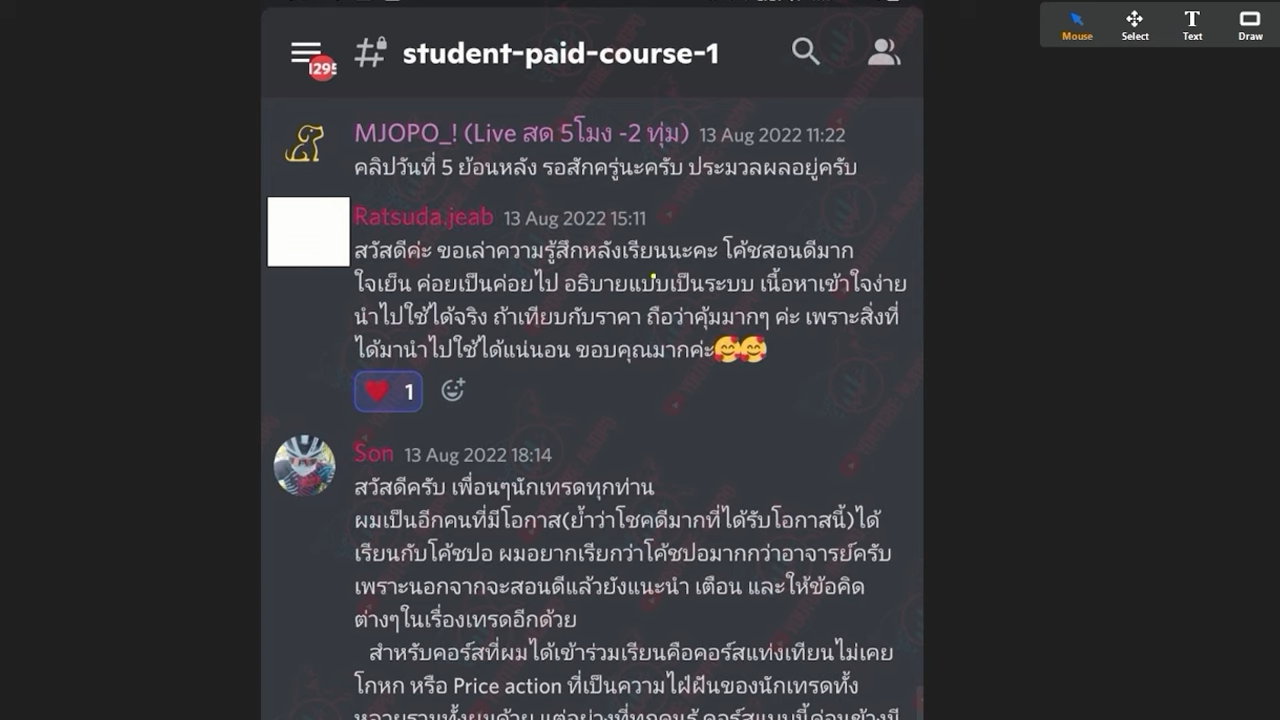 student-paid-course-1
Mouse
Select
Text
Draw
MJOPO_! (Live สด 5โมง -2 ทุ่ม) 13 Aug 2022 11:22
คลิปวันที่ 5 ย้อนหลัง รอสักครู่นะครับ ประมวลผลอยู่ครับ
Ratsuda.jeab 13 Aug 2022 15:11
สวัสดีค่ะ ขอเล่าความรู้สึกหลังเรียนนะคะ โค้ชสอนดีมาก
ใจเย็น ค่อยเป็นค่อยไป อธิบายแบบเป็นระบบ เนื้อหาเข้าใจง่าย
นำไปใช้ได้จริง ถ้าเทียบกับราคา ถือว่าคุ้มมากๆ ค่ะ เพราะสิ่งที่
ได้มานำไปใช้ได้แน่นอน ขอบคุณมากค่ะ🥰🥰
1
Son 13 Aug 2022 18:14
สวัสดีครับ เพื่อนๆนักเทรดทุกท่าน
ผมเป็นอีกคนที่มีโอกาส(ย้ำว่าโชคดีมากที่ได้รับโอกาสนี้)ได้
เรียนกับโค้ชปอ ผมอยากเรียกว่าโค้ชปอมากกว่าอาจารย์ครับ
เพราะนอกจากจะสอนดีแล้วยังแนะนำ เตือน และให้ข้อคิด
ต่างๆในเรื่องเทรดอีกด้วย
สำหรับคอร์สที่ผมได้เข้าร่วมเรียนคือคอร์สแท่งเทียนไม่เคย
โกหก หรือ Price action ที่เป็นความใฝ่ฝันของนักเทรดทั้ง